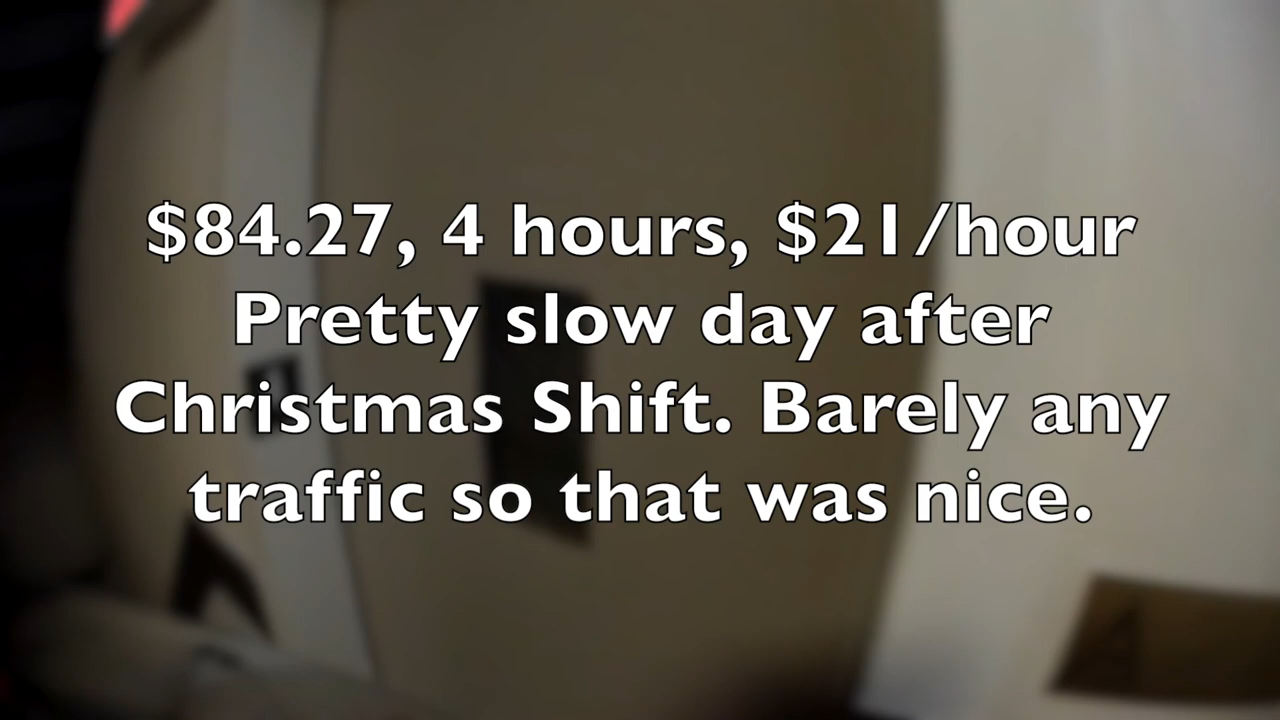 $84.27, 4 hours, $21/hour
Pretty slow day after
Christmas Shift. Barely any
traffic so that was nice.